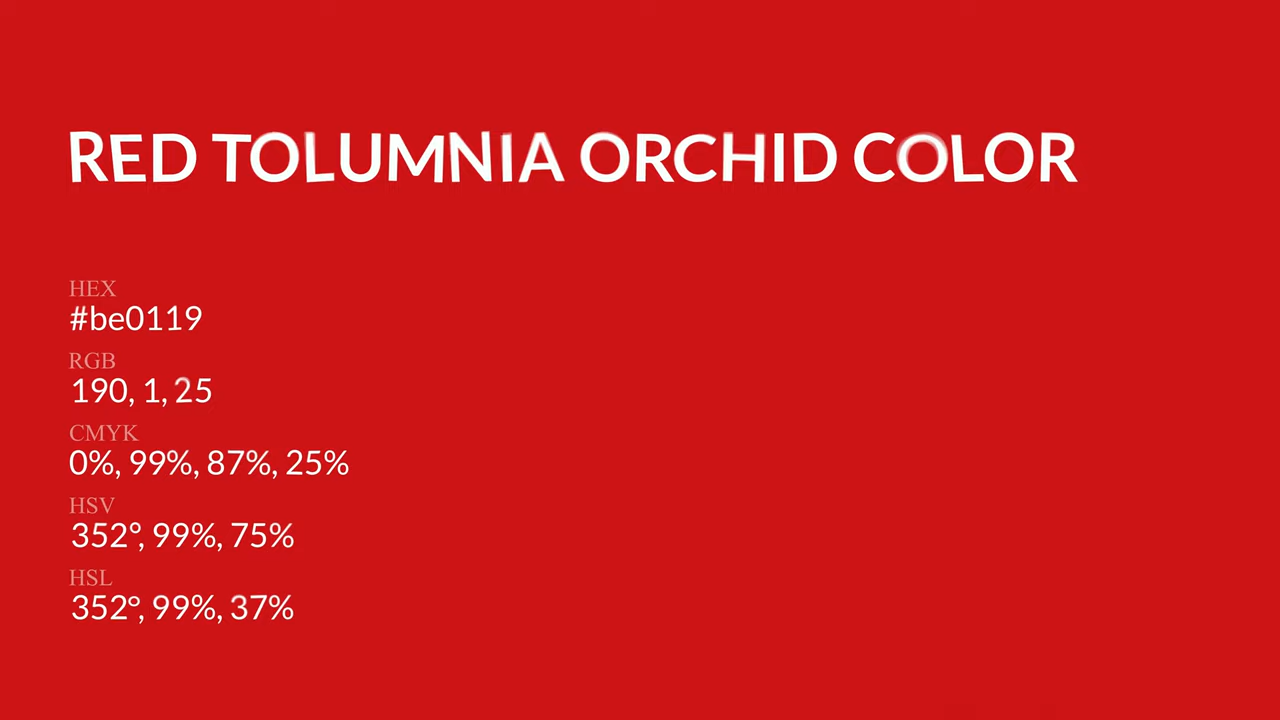 RED TOLUMNIA ORCHID COLOR
HEX
#be0119
RGB
190, 1, 25
CMYK
0%, 99%, 87%, 25%
HSV
352°, 99%, 75%
HSL
352°, 99%, 37%